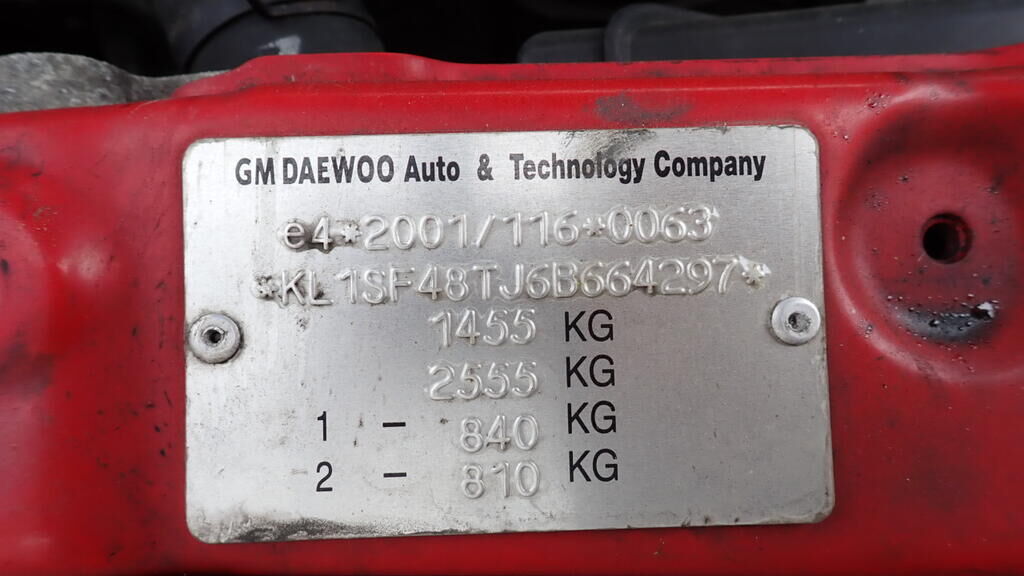 GM DAEWOO Auto & Technology Company
e4*2001/116*0063
*KL1SF48TJ6B664297*
1455 KG
2555 KG
1 - 840 KG
2 - 810 KG